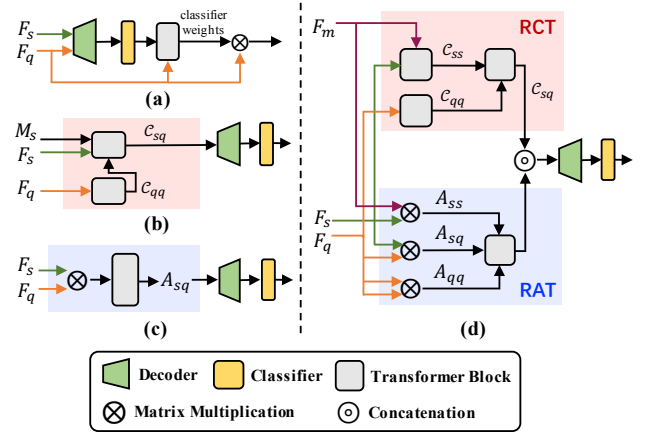 F_s
F_q
classifier
weights
(a)
M_s
F_s
F_q
C_sq
C_qq
(b)
F_s
F_q
A_sq
(c)
F_m
RCT
C_ss
C_qq
C_sq
F_s
F_q
A_ss
A_sq
A_qq
(d)
RAT
Decoder
Classifier
Transformer Block
Matrix Multiplication
Concatenation